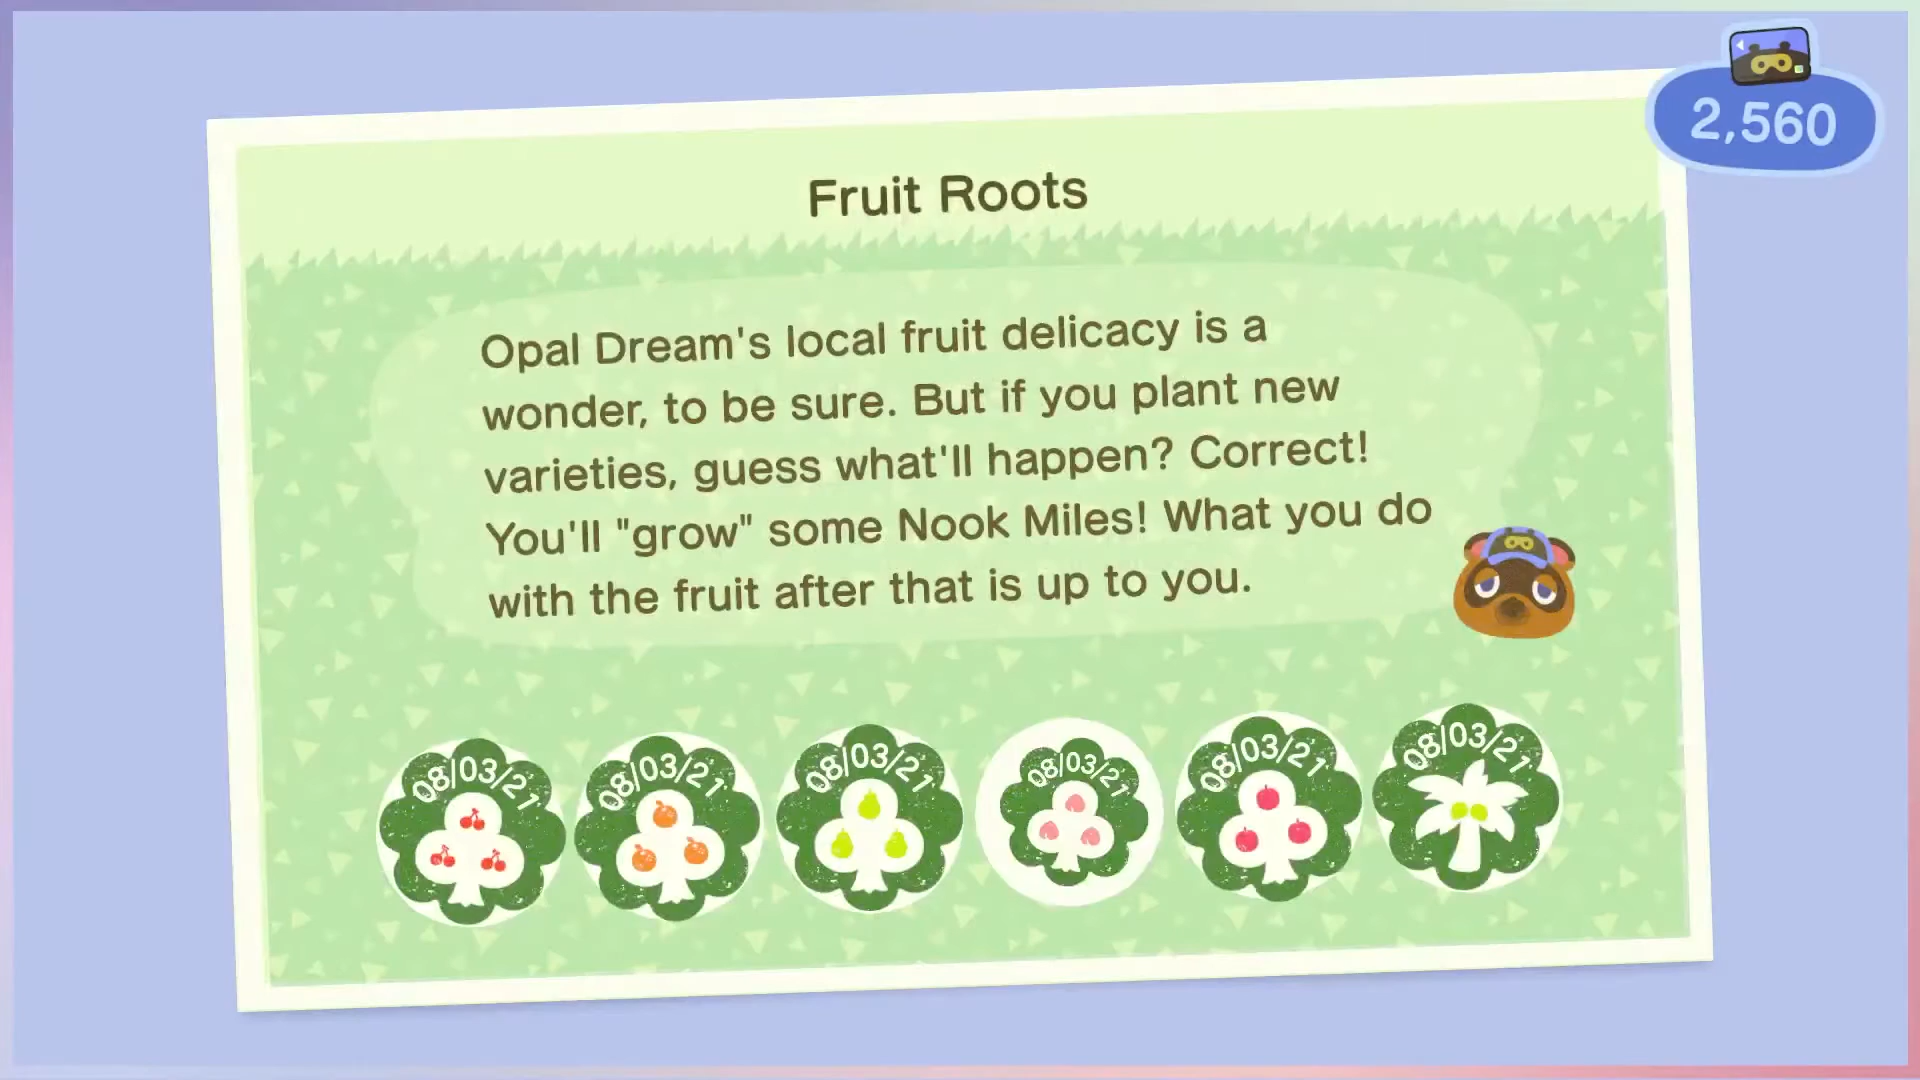 2,560
Fruit Roots
Opal Dream's local fruit delicacy is a
wonder, to be sure. But if you plant new
varieties, guess what'll happen? Correct!
You'll "grow" some Nook Miles! What you do
with the fruit after that is up to you.
08/03/21
08/03/21
08/03/21
08/03/21
08/03/21
08/03/21